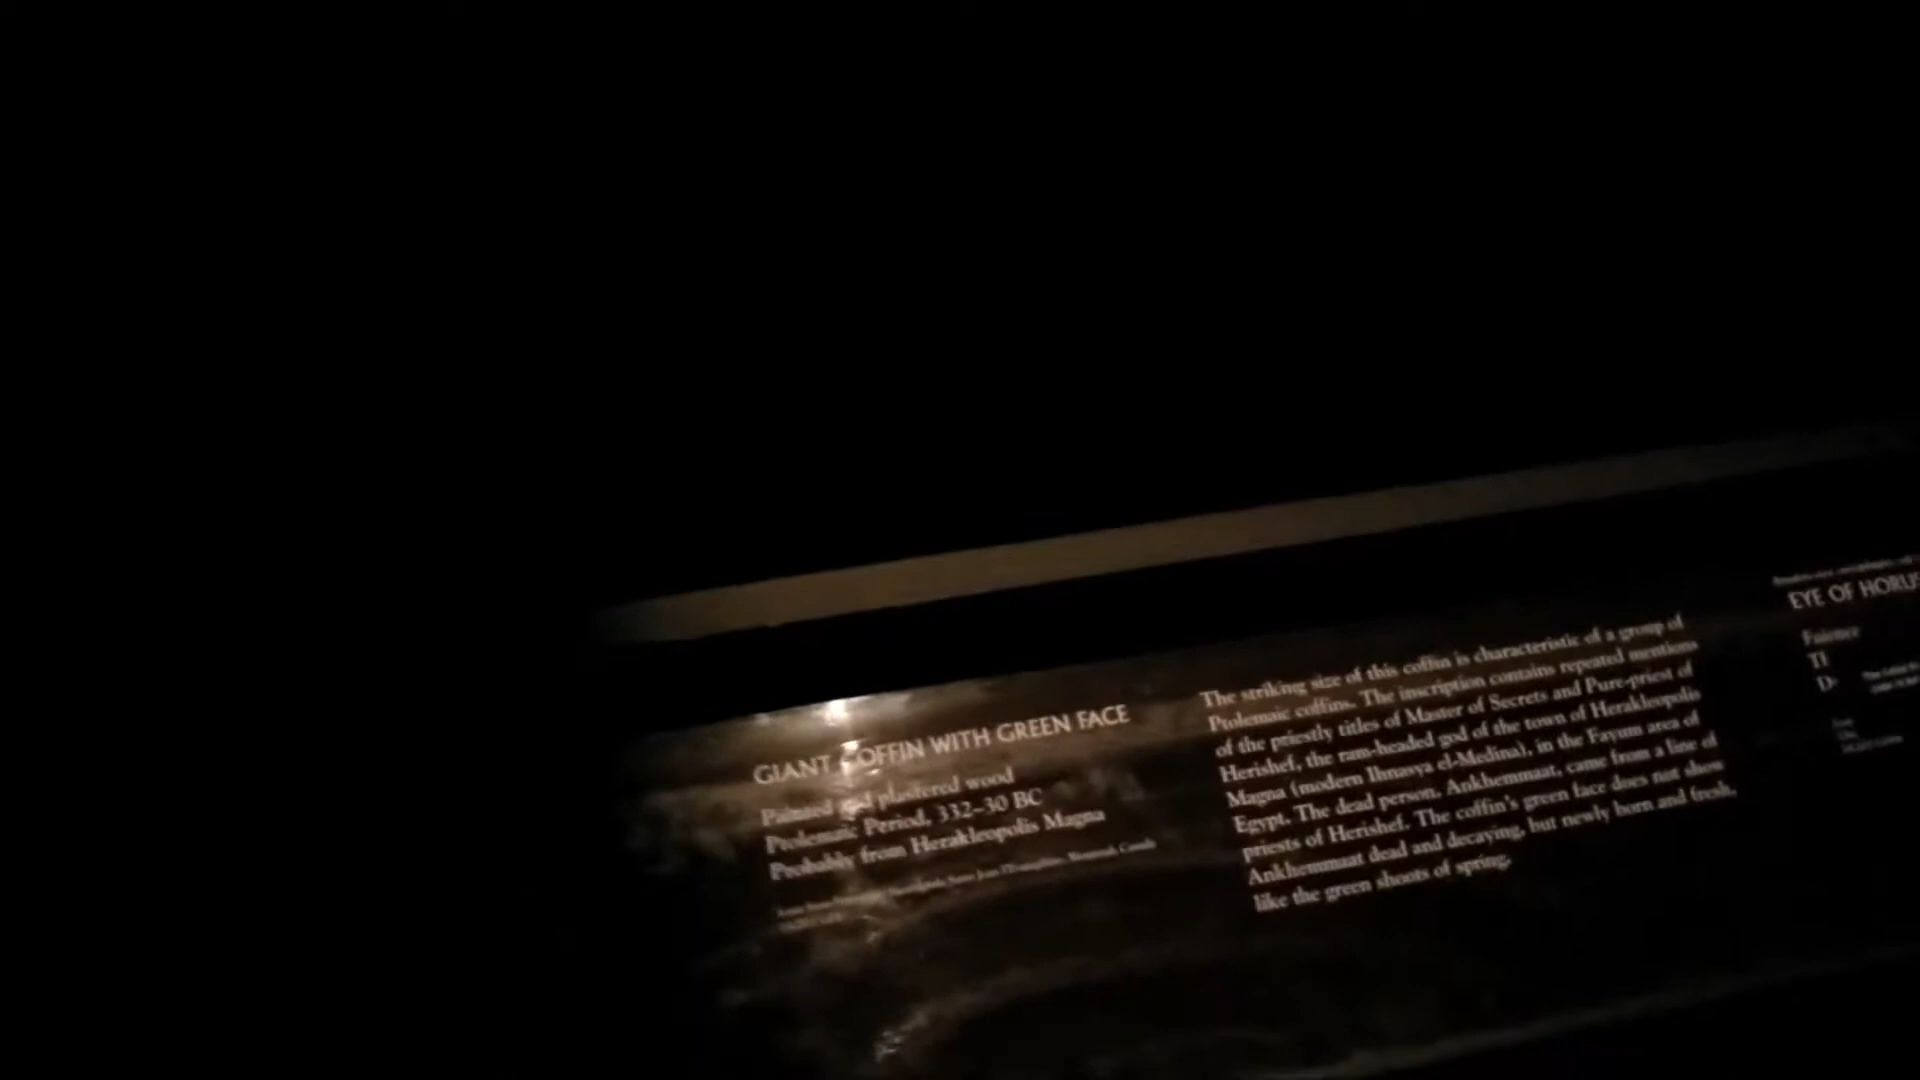 GIANT COFFIN WITH GREEN FACE
Painted and plastered wood
Ptolemaic Period, 332–30 BC
Probably from Herakleopolis Magna
The striking size of this coffin is characteristic of a group of
Ptolemaic coffins. The inscription contains repeated mentions
of the priestly titles of Master of Secrets and Pure-priest of
Herishef, the ram-headed god of the town of Herakleopolis
Magna (modern Ihnasya el-Medina), in the Fayum area of
Egypt. The dead person, Ankhemmaat, came from a line of
priests of Herishef. The coffin's green face does not show
Ankhemmaat dead and decaying, but newly born and fresh,
like the green shoots of spring.
EYE OF HORUS
Faience